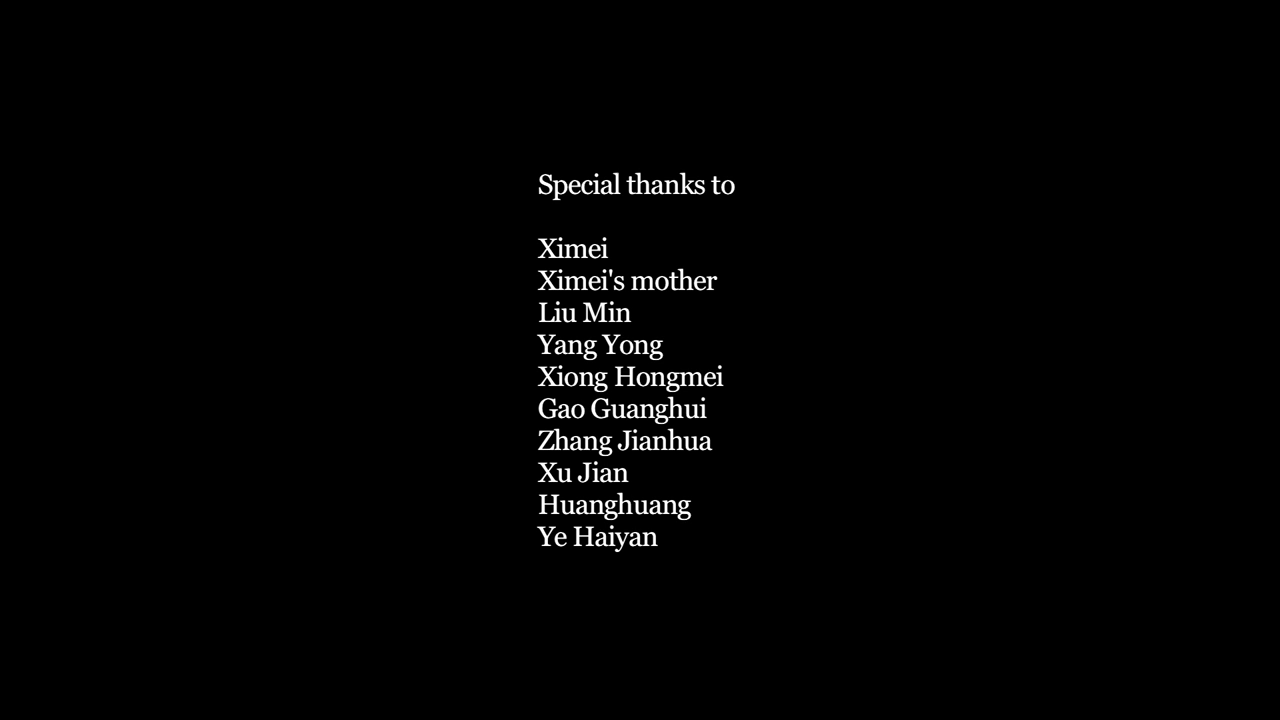 Special thanks to
Ximei
Ximei's mother
Liu Min
Yang Yong
Xiong Hongmei
Gao Guanghui
Zhang Jianhua
Xu Jian
Huanghuang
Ye Haiyan